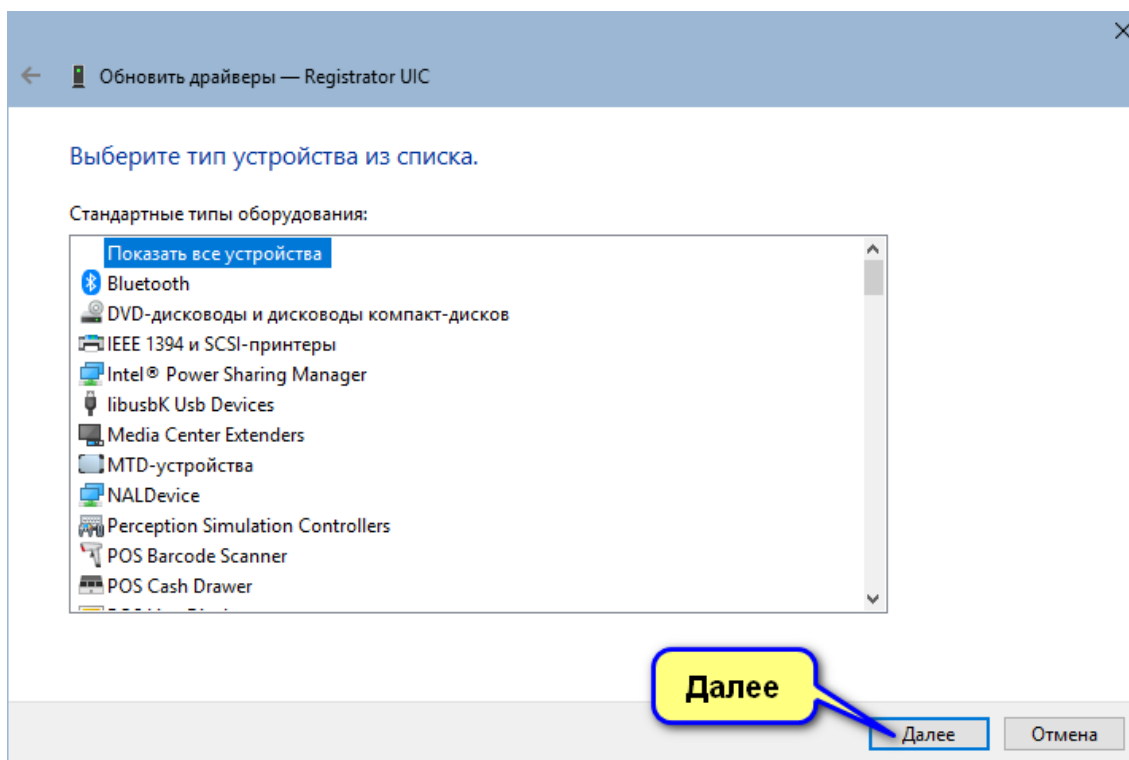 Обновить драйверы — Registrator UIC
Выберите тип устройства из списка.
Стандартные типы оборудования:
Показать все устройства
Bluetooth
DVD-дисководы и дисководы компакт-дисков
IEEE 1394 и SCSI-принтеры
Intel® Power Sharing Manager
libusbK Usb Devices
Media Center Extenders
MTD-устройства
NALDevice
Perception Simulation Controllers
POS Barcode Scanner
POS Cash Drawer
Далее
Далее
Отмена